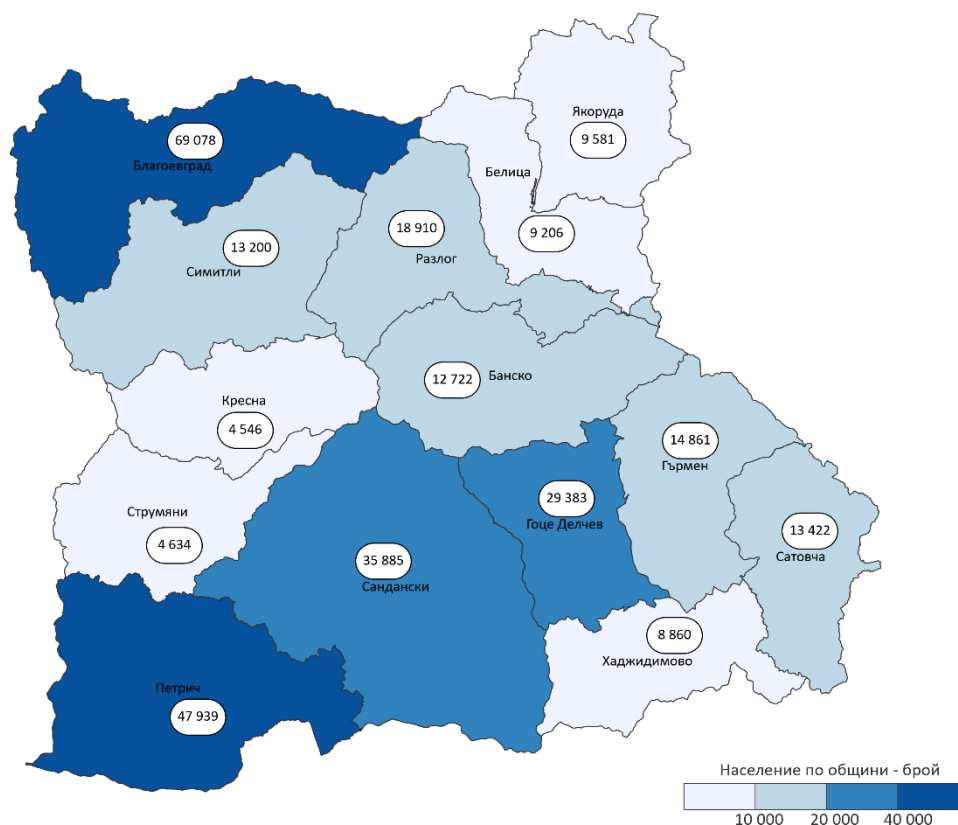 Якоруда
9 581
69 078
Благоевград
Белица
9 206
18 910
Разлог
13 200
Симитли
Банско
12 722
Кресна
4 546
14 861
Гърмен
29 383
Гоце Делчев
Струмяни
4 634
13 422
Сатовча
35 885
Сандански
8 860
Хаджидимово
Петрич
47 939
Население по общини - брой
10 000 20 000 40 000